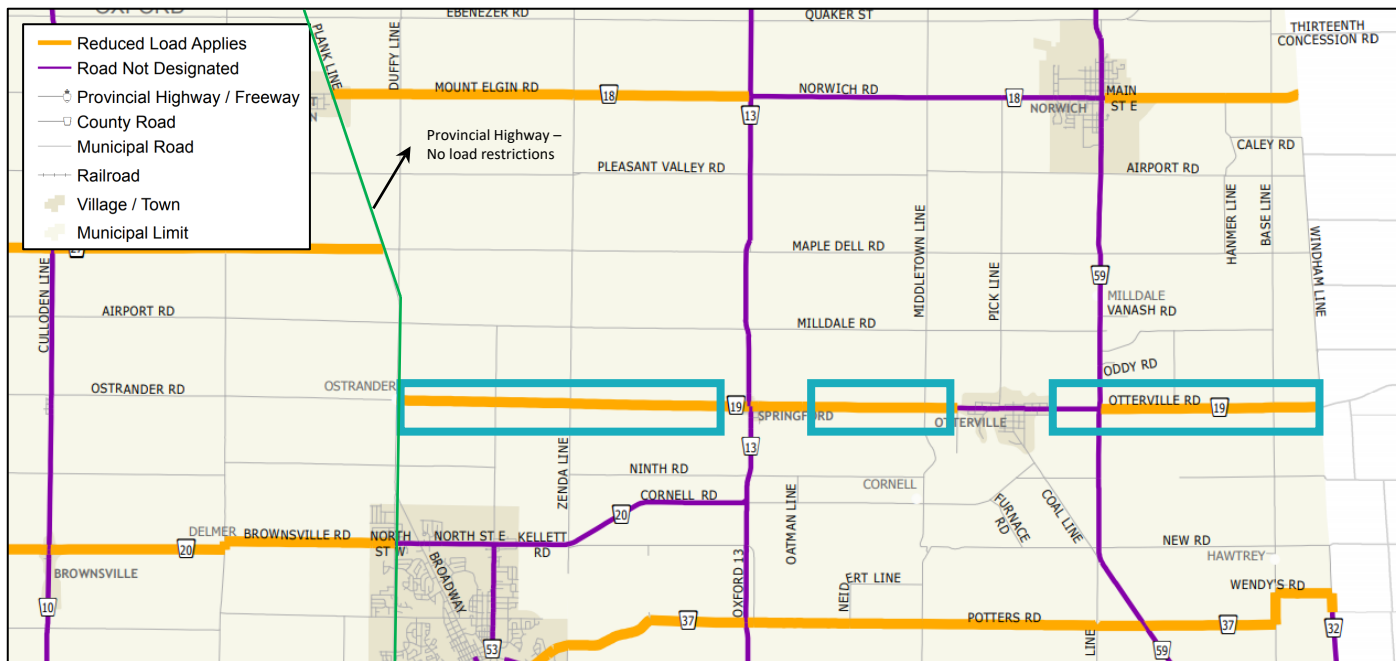 OXFORD
EBENEZER RD
QUAKER ST
THIRTEENTH
CONCESSION RD
Reduced Load Applies
Road Not Designated
Provincial Highway / Freeway
County Road
Municipal Road
Railroad
Village / Town
Municipal Limit
PLANK LINE
DUFFY LINE
MOUNT ELGIN RD
18
NORWICH RD
18
MAIN
ST E
NORWICH
13
Provincial Highway –
No load restrictions
PLEASANT VALLEY RD
AIRPORT RD
CALEY RD
HANMER LINE
BASE LINE
WINDHAM LINE
MIDDLETOWN LINE
PICK LINE
MAPLE DELL RD
CULLODEN LINE
59
MILLDALE
VANASH RD
AIRPORT RD
MILLDALE RD
ODDY RD
OSTRANDER RD
OSTRANDER
19
SPRINGFORD
OTTERVILLE
OTTERVILLE RD
19
13
ZENDA LINE
NINTH RD
CORNELL RD
CORNELL
20
OATMAN LINE
FURNACE
RD
COAL LINE
DELMER
BROWNSVILLE RD
NORTH
ST W
NORTH ST E
KELLETT
RD
NEW RD
HAWTREY
20
BROWNSVILLE
BROADWAY
OXFORD 13
NEID
ERT LINE
WENDY'S RD
10
37
POTTERS RD
37
32
53
LINE
59